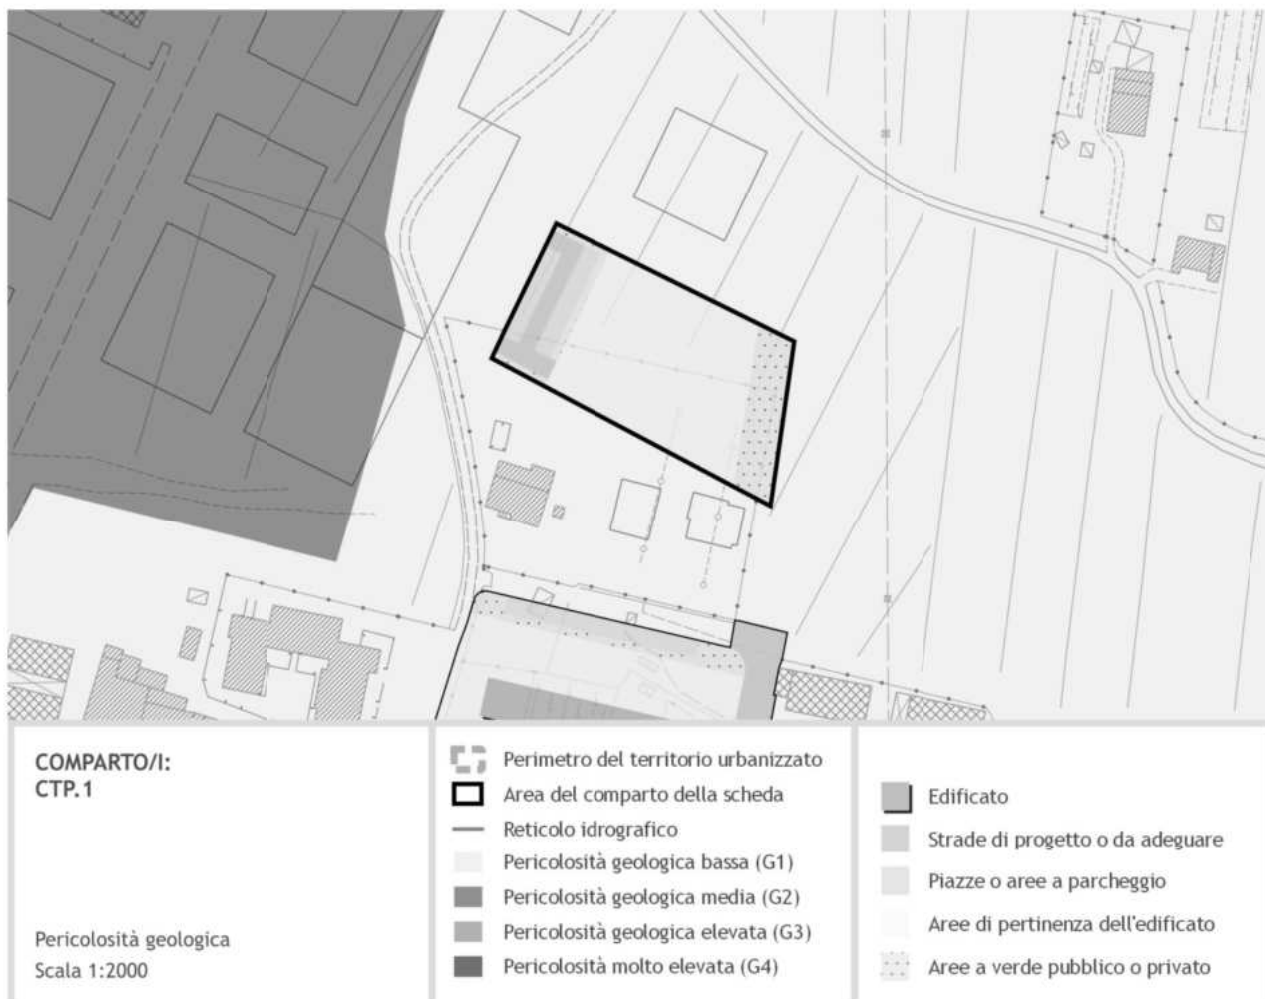 COMPARTO/I:
CTP.1
Pericolosità geologica
Scala 1:2000
Perimetro del territorio urbanizzato
Area del comparto della scheda
Reticolo idrografico
Pericolosità geologica bassa (G1)
Pericolosità geologica media (G2)
Pericolosità geologica elevata (G3)
Pericolosità molto elevata (G4)
Edificato
Strade di progetto o da adeguare
Piazze o aree a parcheggio
Aree di pertinenza dell'edificato
Aree a verde pubblico o privato